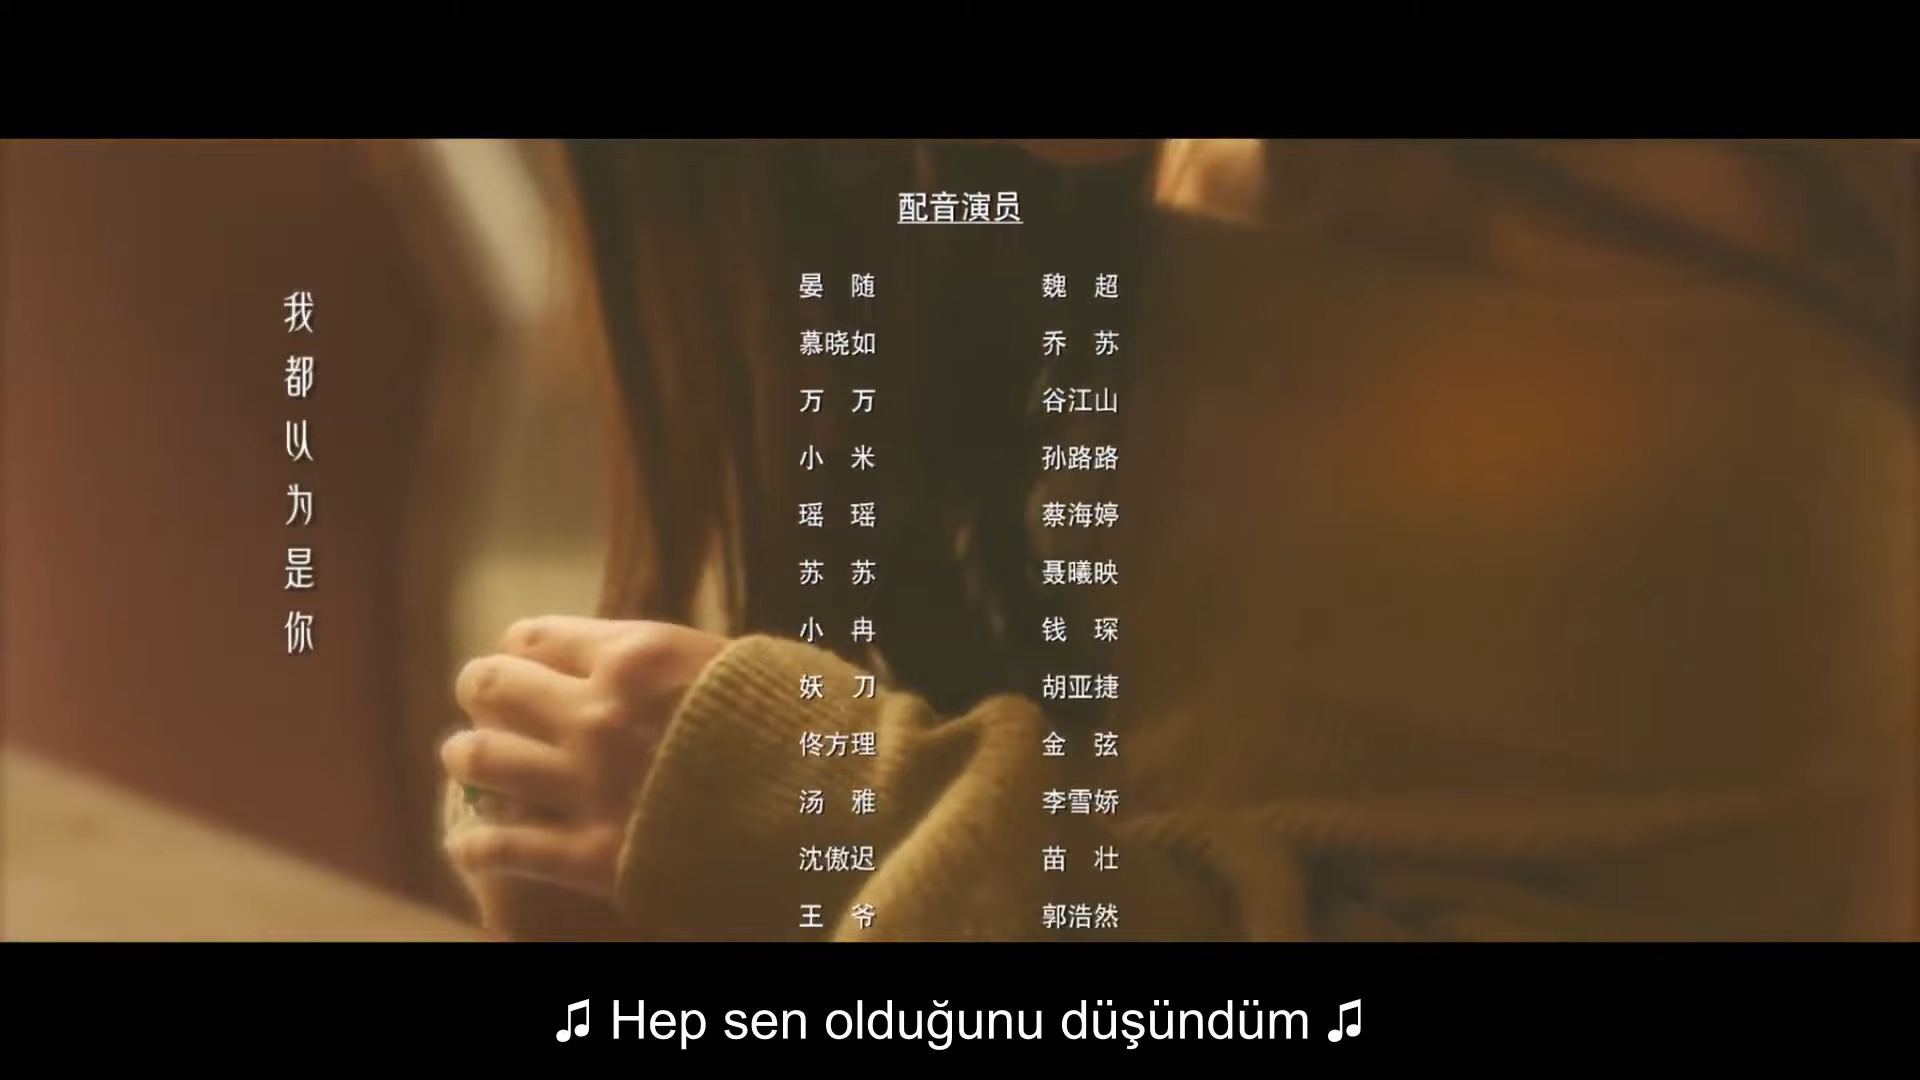 配音演员
我都以为是你
晏 随 魏 超
慕晓如 乔 苏
万 万 谷江山
小 米 孙路路
瑶 瑶 蔡海婷
苏 苏 聂曦映
小 冉 钱 琛
妖 刀 胡亚捷
佟方理 金 弦
汤 雅 李雪娇
沈傲迟 苗 壮
王 爷 郭浩然
♫ Hep sen olduğunu düşündüm ♫